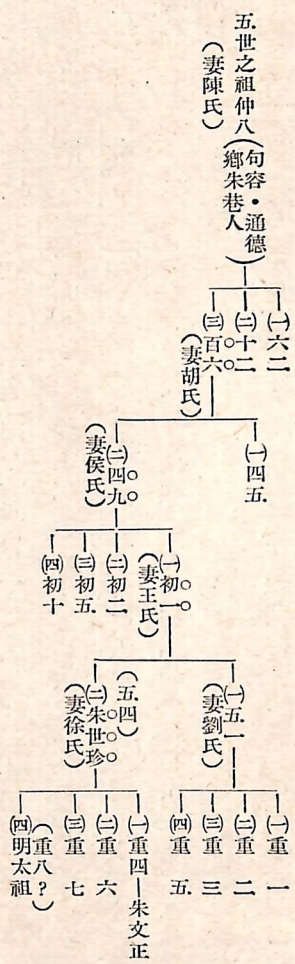 五世之祖仲八(句容・通德鄉朱巷人)
(妻陳氏)
㈠六二
㈡十二
㈢百六
(妻胡氏)
㈠四五
㈡四九
(妻侯氏)
㈠初一
(妻王氏)
㈡初二
㈢初五
㈣初十
㈠五一
(妻劉氏)
(五四)
㈡朱世珍
(妻徐氏)
㈠重一
㈡重二
㈢重三
㈣重五
㈠重四—朱文正
㈡重六
㈢重七
(重八?)
㈣明太祖